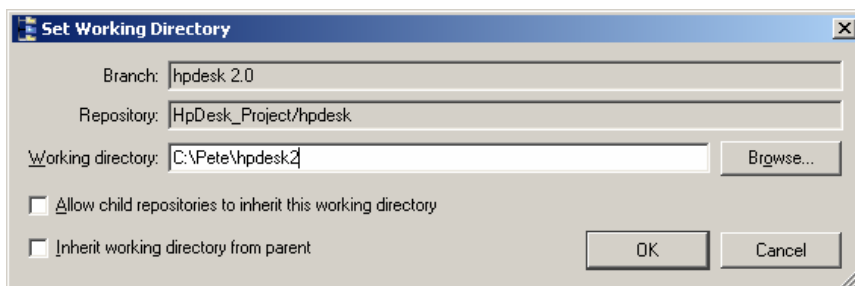 Set Working Directory
Branch: hpdesk 2.0
Repository: HpDesk_Project/hpdesk
Working directory: C:\Pete\hpdesk2 Browse...
Allow child repositories to inherit this working directory
Inherit working directory from parent OK Cancel